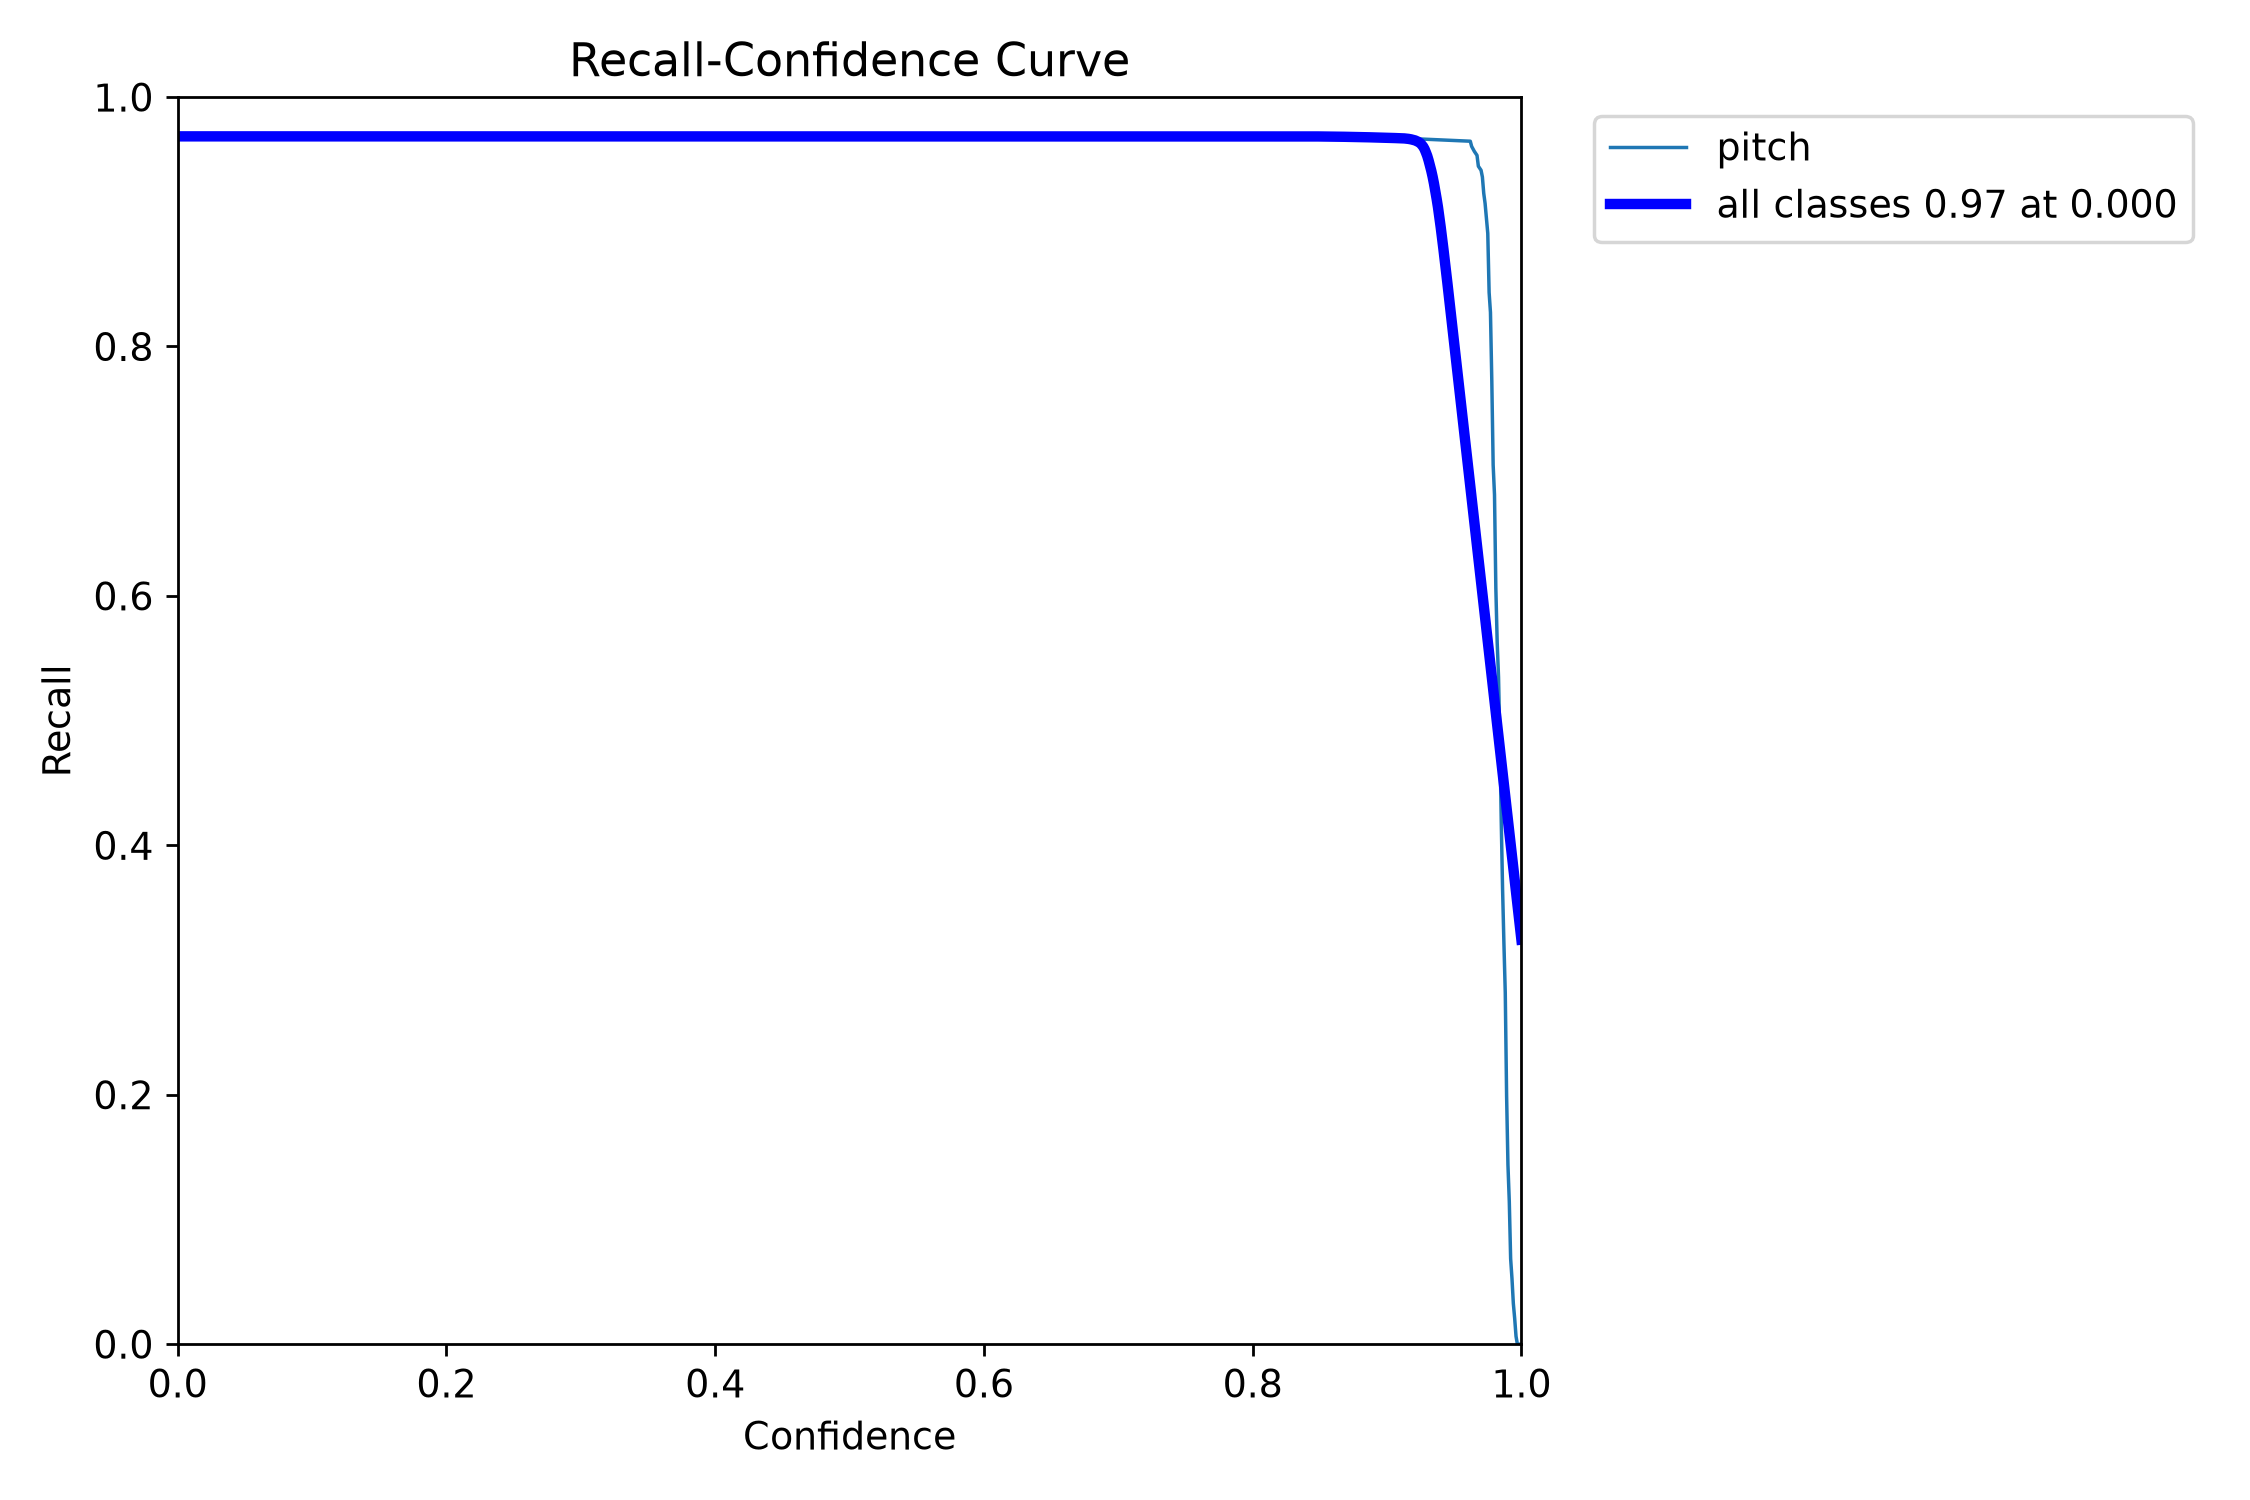 Recall-Confidence Curve
1.0
0.8
0.6
0.4
0.2
0.0
Recall
0.0 0.2 0.4 0.6 0.8 1.0
Confidence
pitch
all classes 0.97 at 0.000